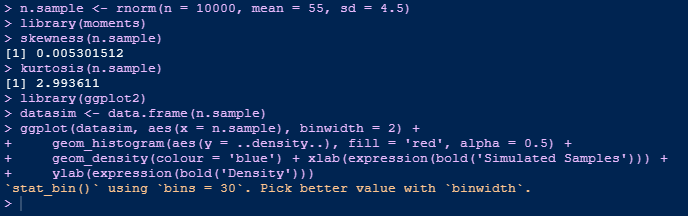 > n.sample <- rnorm(n = 10000, mean = 55, sd = 4.5)
> library(moments)
> skewness(n.sample)
[1] 0.005301512
> kurtosis(n.sample)
[1] 2.993611
> library(ggplot2)
> datasim <- data.frame(n.sample)
> ggplot(datasim, aes(x = n.sample), binwidth = 2) +
+     geom_histogram(aes(y = ..density..), fill = 'red', alpha = 0.5) +
+     geom_density(colour = 'blue') + xlab(expression(bold('Simulated Samples'))) +
+     ylab(expression(bold('Density')))
`stat_bin()` using `bins = 30`. Pick better value with `binwidth`.
>